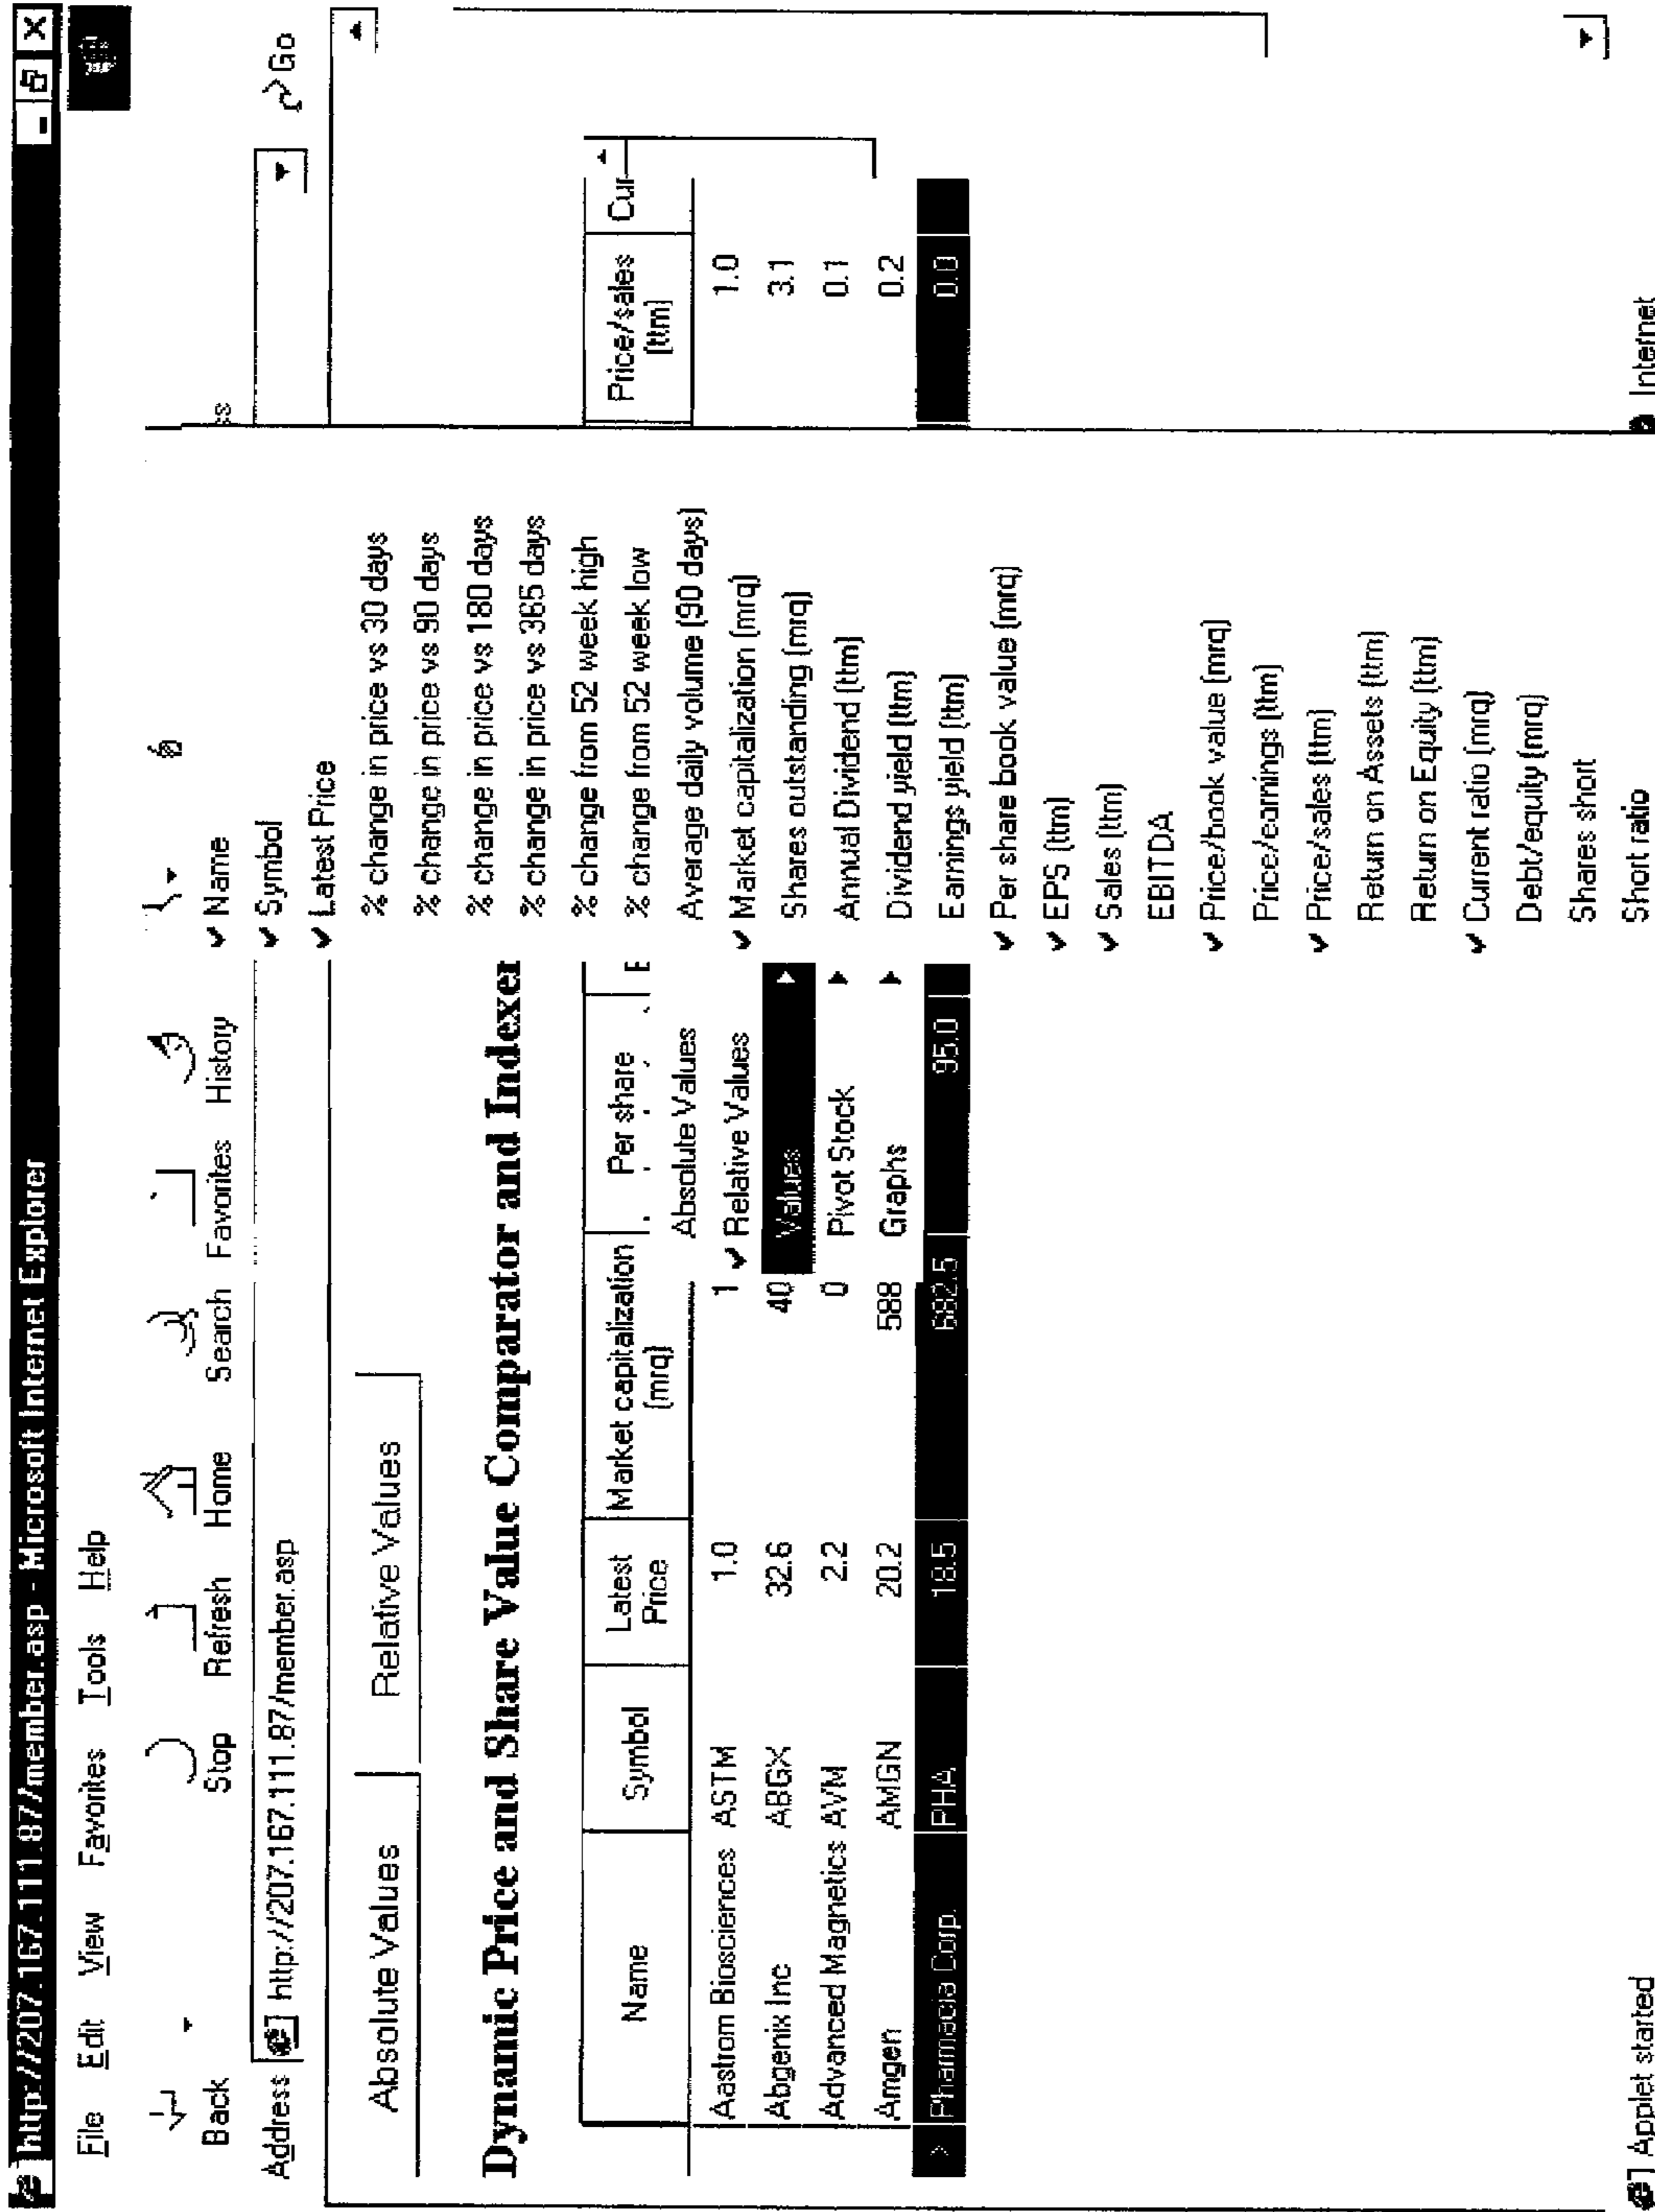 http://207.167.111.87/member.asp - Microsoft Internet Explorer
File Edit View Favorites Tools Help
Back Stop Refresh Home Search Favorites History
Address http://207.167.111.87/member.asp Go
Absolute Values Relative Values
Dynamic Price and Share Value Comparator and Indexer
Name Symbol Latest Price Market capitalization (mrq) Per share Price/sales (ttm) Cur
Aastrom Biosciences ASTM 1.0 1 1.0
Abgenix Inc ABGX 32.6 40 3.1
Advanced Magnetics AVM 2.2 0 0.1
Amgen AMGN 20.2 588 0.2
> Pharmacia Corp. PHA 18.5 682.5 95.0 0.0
Absolute Values
✓ Relative Values
Values
Pivot Stock
Graphs
✓ Name
✓ Symbol
✓ Latest Price
% change in price vs 30 days
% change in price vs 90 days
% change in price vs 180 days
% change in price vs 365 days
% change from 52 week high
% change from 52 week low
Average daily volume (90 days)
✓ Market capitalization (mrq)
Shares outstanding (mrq)
Annual Dividend (ttm)
Dividend yield (ttm)
Earnings yield (ttm)
✓ Per share book value (mrq)
✓ EPS (ttm)
✓ Sales (ttm)
EBITDA
✓ Price/book value (mrq)
Price/earnings (ttm)
✓ Price/sales (ttm)
Return on Assets (ttm)
Return on Equity (ttm)
✓ Current ratio (mrq)
Debt/equity (mrq)
Shares short
Short ratio
Applet started Internet